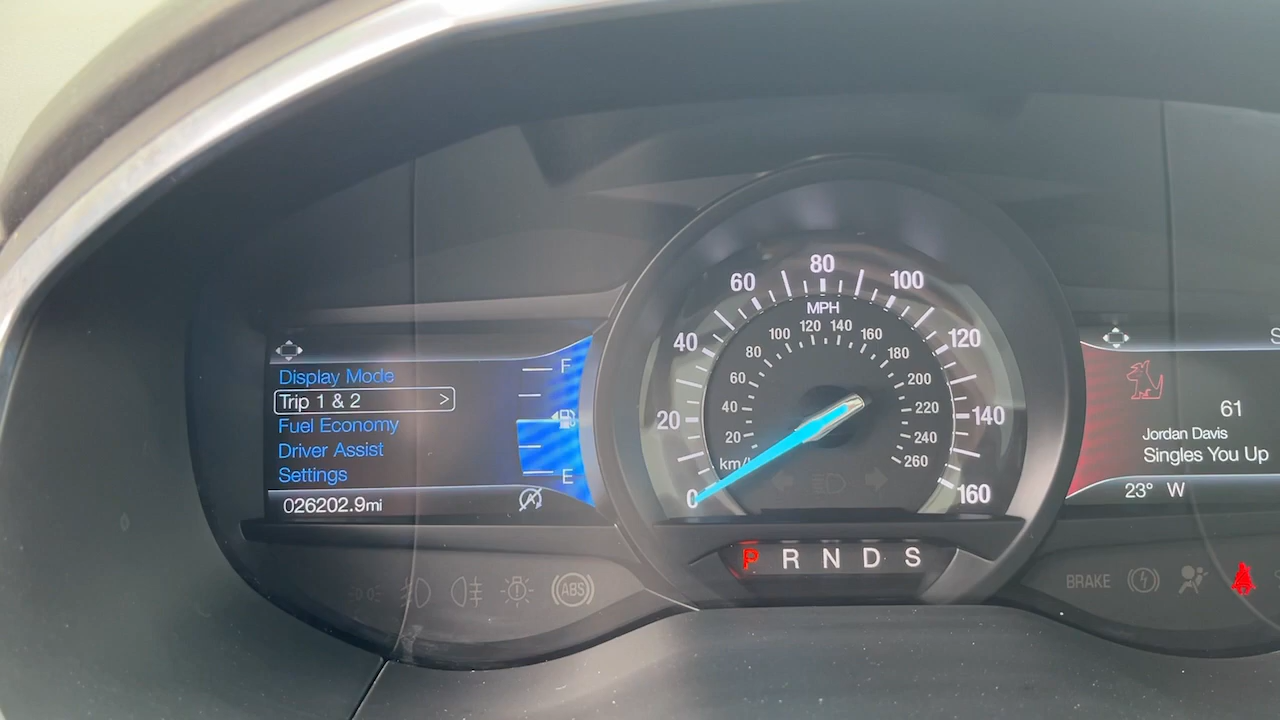 Display Mode
Trip 1 & 2 >
Fuel Economy
Driver Assist
Settings
026202.9mi
F
E
0
20
40
60
80
100
120
140
160
MPH
20
40
60
80
100
120
140
160
180
200
220
240
260
P R N D S
ABS
S
61
Jordan Davis
Singles You Up
23° W
BRAKE